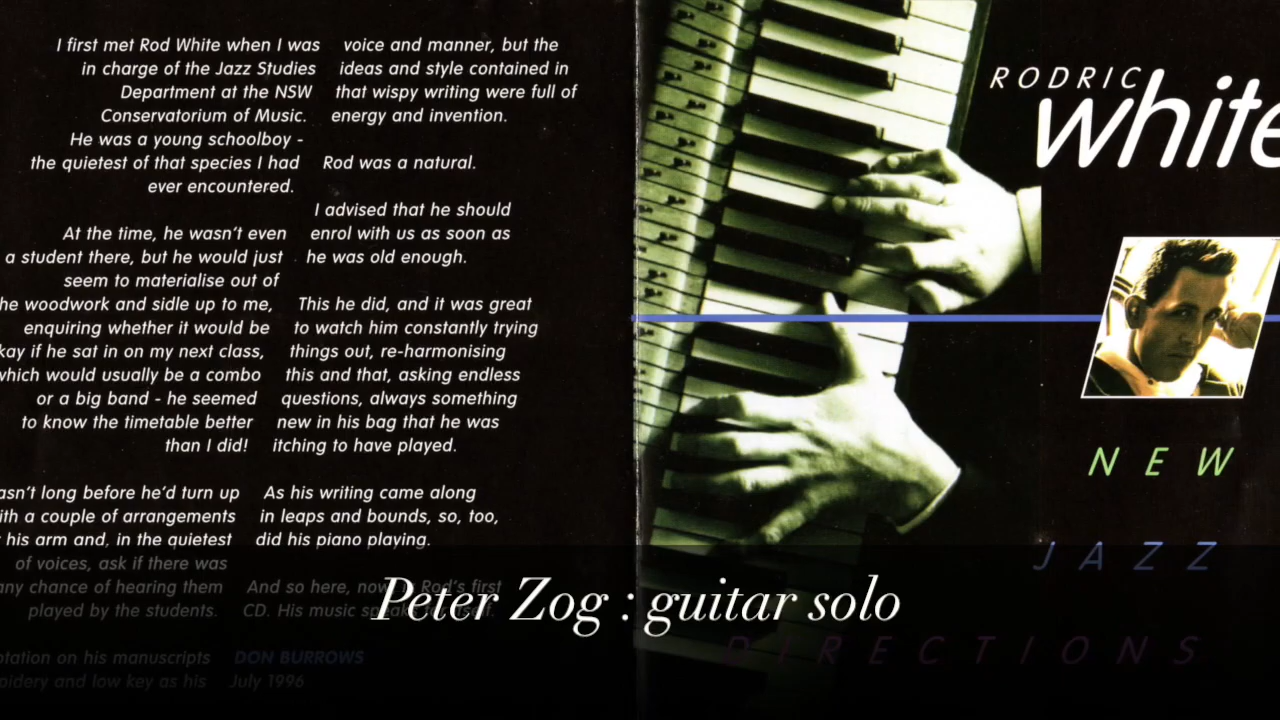 I first met Rod White when I was
in charge of the Jazz Studies
Department at the NSW
Conservatorium of Music.
He was a young schoolboy -
the quietest of that species I had
ever encountered.
At the time, he wasn't even
a student there, but he would just
seem to materialise out of
he woodwork and sidle up to me,
enquiring whether it would be
kay if he sat in on my next class,
which would usually be a combo
or a big band - he seemed
to know the timetable better
than I did!
asn't long before he'd turn up
ith a couple of arrangements
his arm and, in the quietest
of voices, ask if there was
any chance of hearing them
played by the students.
otation on his manuscripts
pidery and low key as his
voice and manner, but the
ideas and style contained in
that wispy writing were full of
energy and invention.
Rod was a natural.
I advised that he should
enrol with us as soon as
he was old enough.
This he did, and it was great
to watch him constantly trying
things out, re-harmonising
this and that, asking endless
questions, always something
new in his bag that he was
itching to have played.
As his writing came along
in leaps and bounds, so, too,
did his piano playing.
And so here, now, is Rod's first
CD. His music speaks for itself.
DON BURROWS
July 1996
RODRIC
white
NEW
JAZZ
DIRECTIONS
Peter Zog : guitar solo